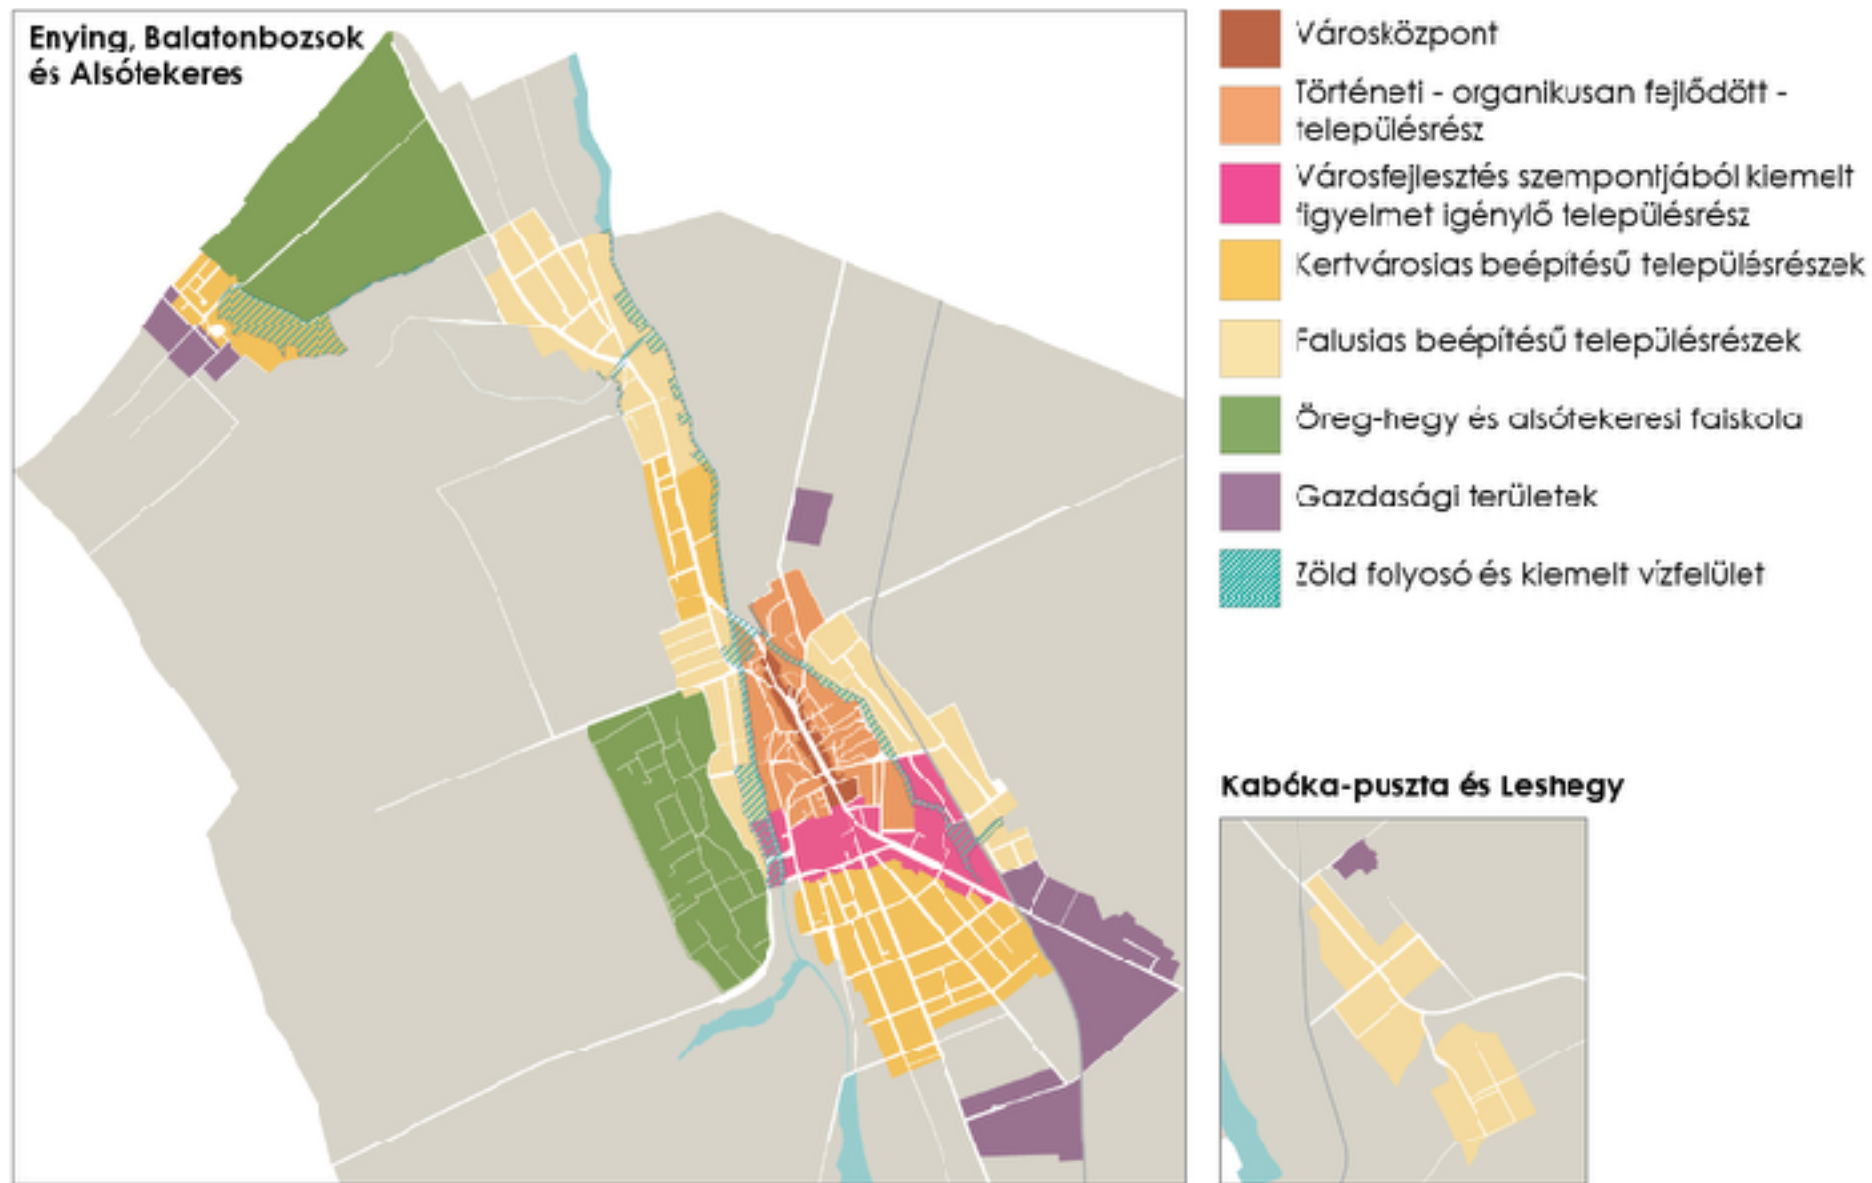 Enying, Balatonbozsok
és Alsótekeres
Városközpont
Történeti - organikusan fejlődött -
településrész
Városfejlesztés szempontjából kiemelt
figyelmet igénylő településrész
Kertvárosias beépítésű településrészek
Falusias beépítésű településrészek
Öreg-hegy és alsótekeresi faiskola
Gazdasági területek
Zöld folyosó és kiemelt vízfelület
Kabóka-puszta és Leshegy